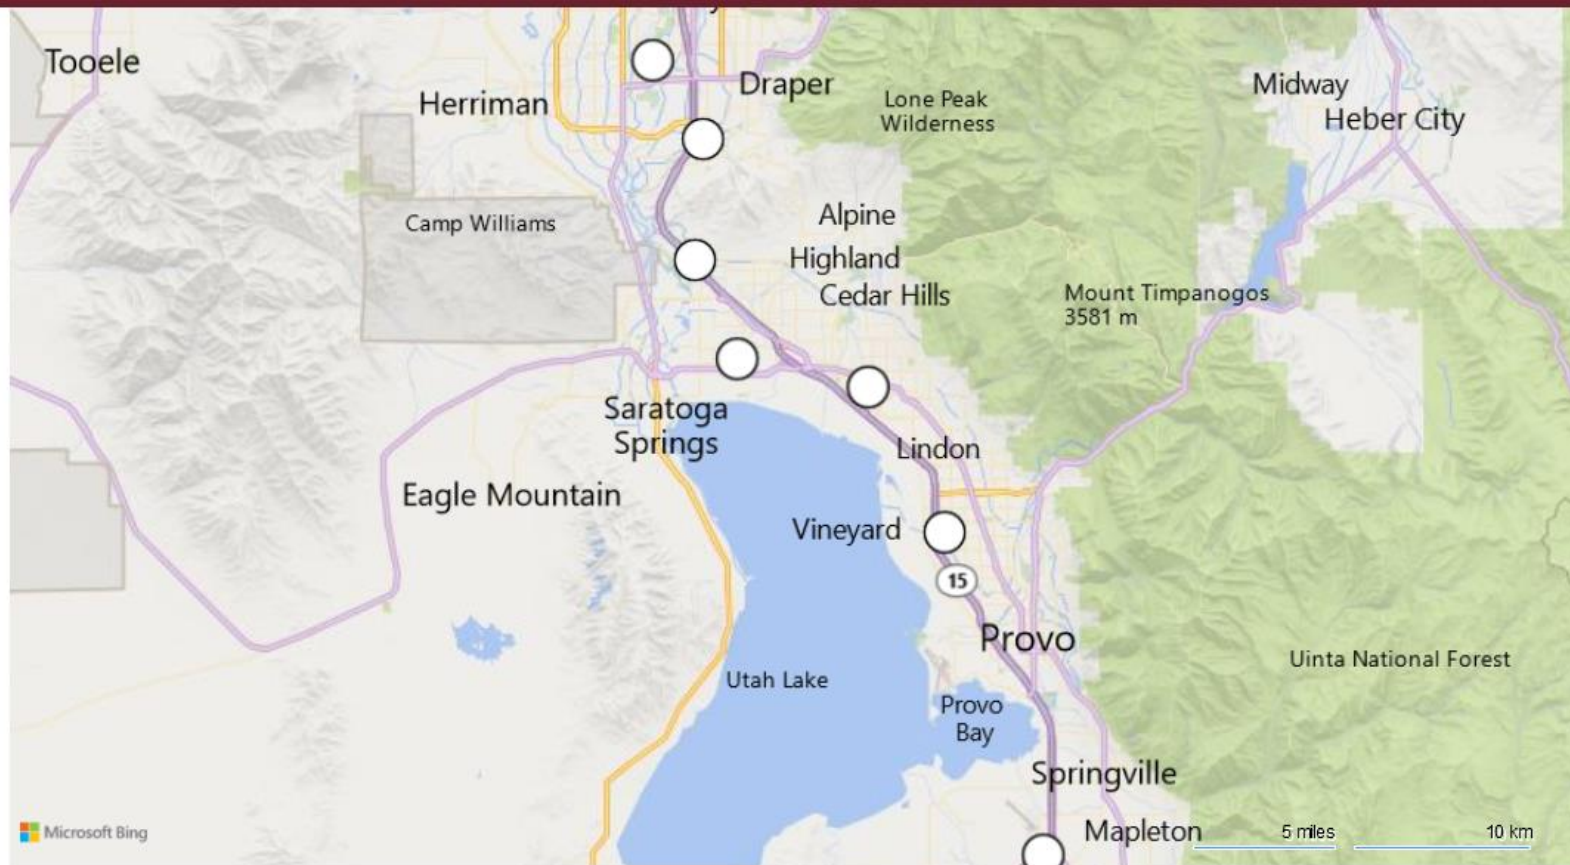 Tooele
Herriman
Draper
Lone Peak
Wilderness
Midway
Heber City
Camp Williams
Alpine
Highland
Cedar Hills
Mount Timpanogos
3581 m
Saratoga
Springs
Lindon
Eagle Mountain
Vineyard
15
Provo
Uinta National Forest
Utah Lake
Provo
Bay
Springville
Mapleton
Microsoft Bing
5 miles
10 km